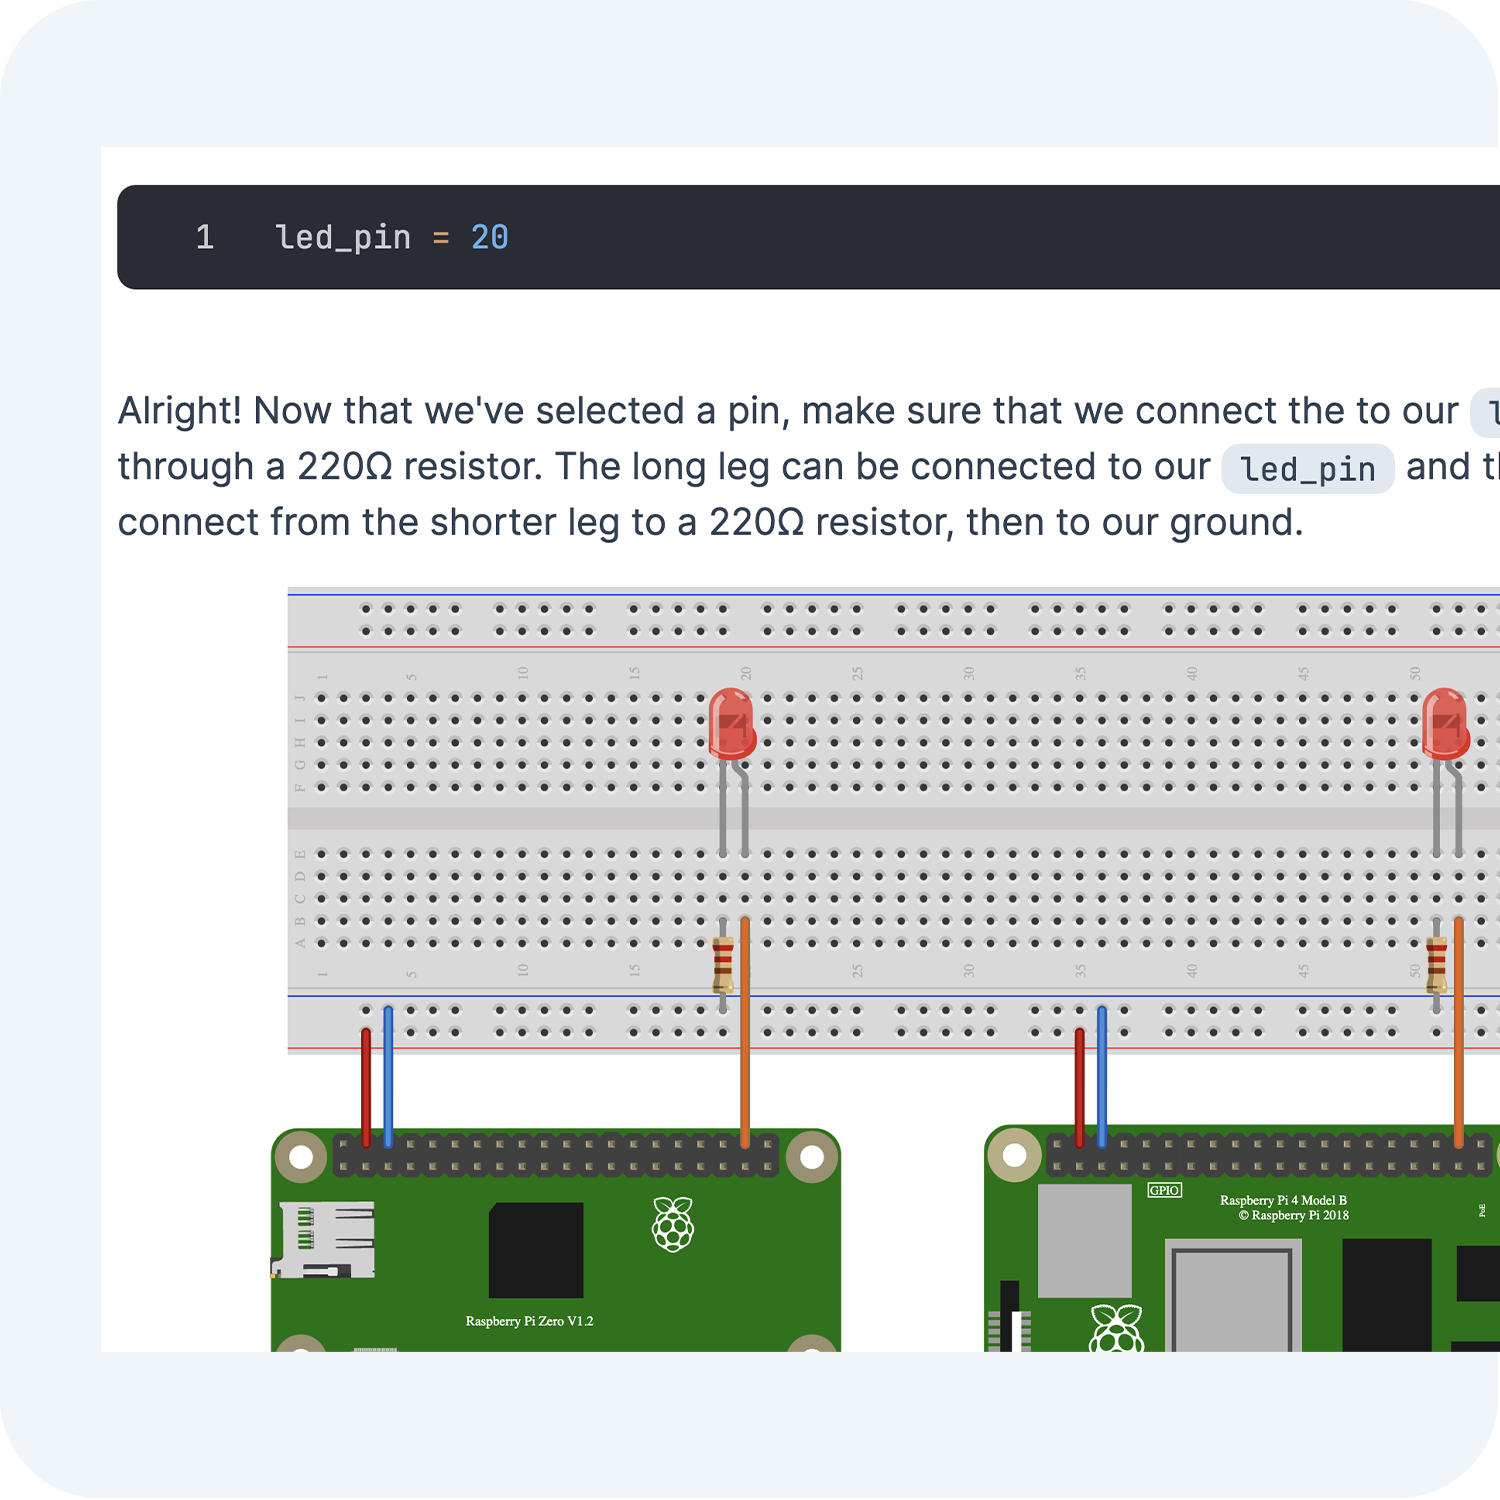 1 led_pin = 20
Alright! Now that we've selected a pin, make sure that we connect the to our l
through a 220Ω resistor. The long leg can be connected to our led_pin and th
connect from the shorter leg to a 220Ω resistor, then to our ground.
1 5 10 15 20 25 30 35 40 45 50
J
I
H
G
F
E
D
C
B
A
1 5 10 15 25 30 35 40 45 50
GPIO
Raspberry Pi 4 Model B
© Raspberry Pi 2018
PoE
Raspberry Pi Zero V1.2